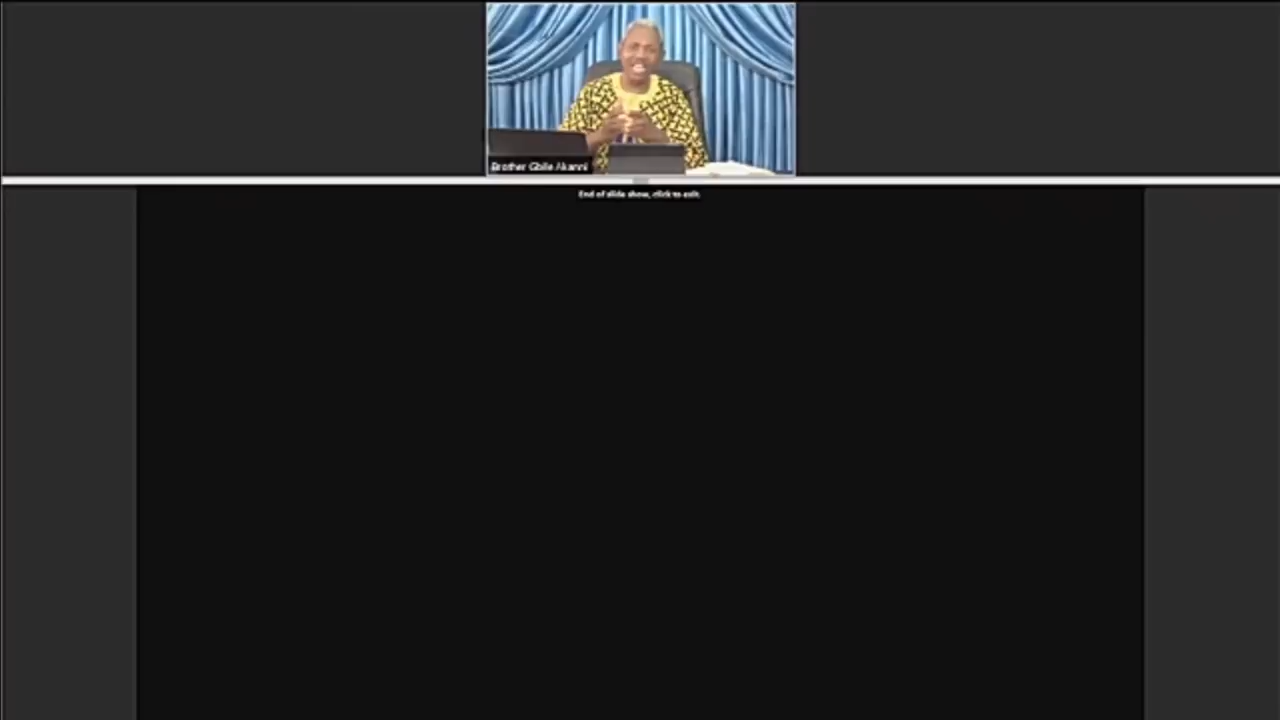 Brother Gbile Akanni
End of slide show, click to exit.